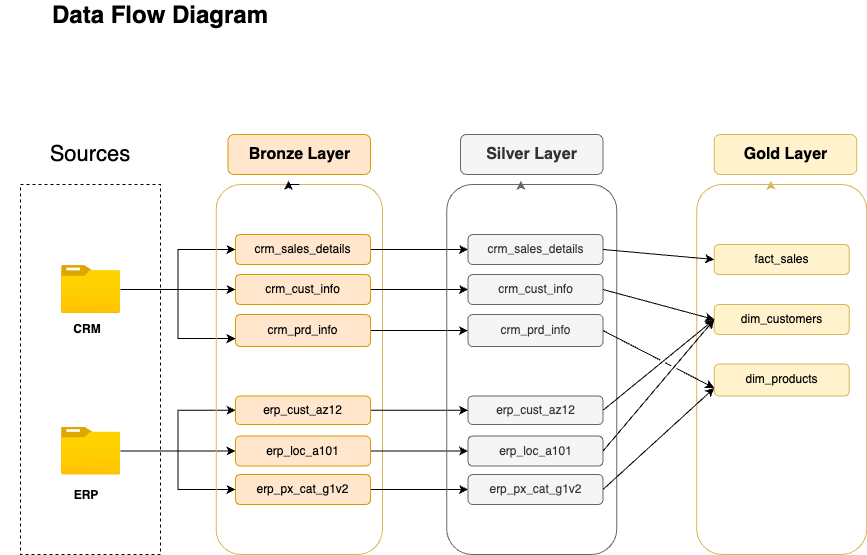 Data Flow Diagram
Sources
Bronze Layer
Silver Layer
Gold Layer
CRM
ERP
crm_sales_details
crm_cust_info
crm_prd_info
erp_cust_az12
erp_loc_a101
erp_px_cat_g1v2
crm_sales_details
crm_cust_info
crm_prd_info
erp_cust_az12
erp_loc_a101
erp_px_cat_g1v2
fact_sales
dim_customers
dim_products